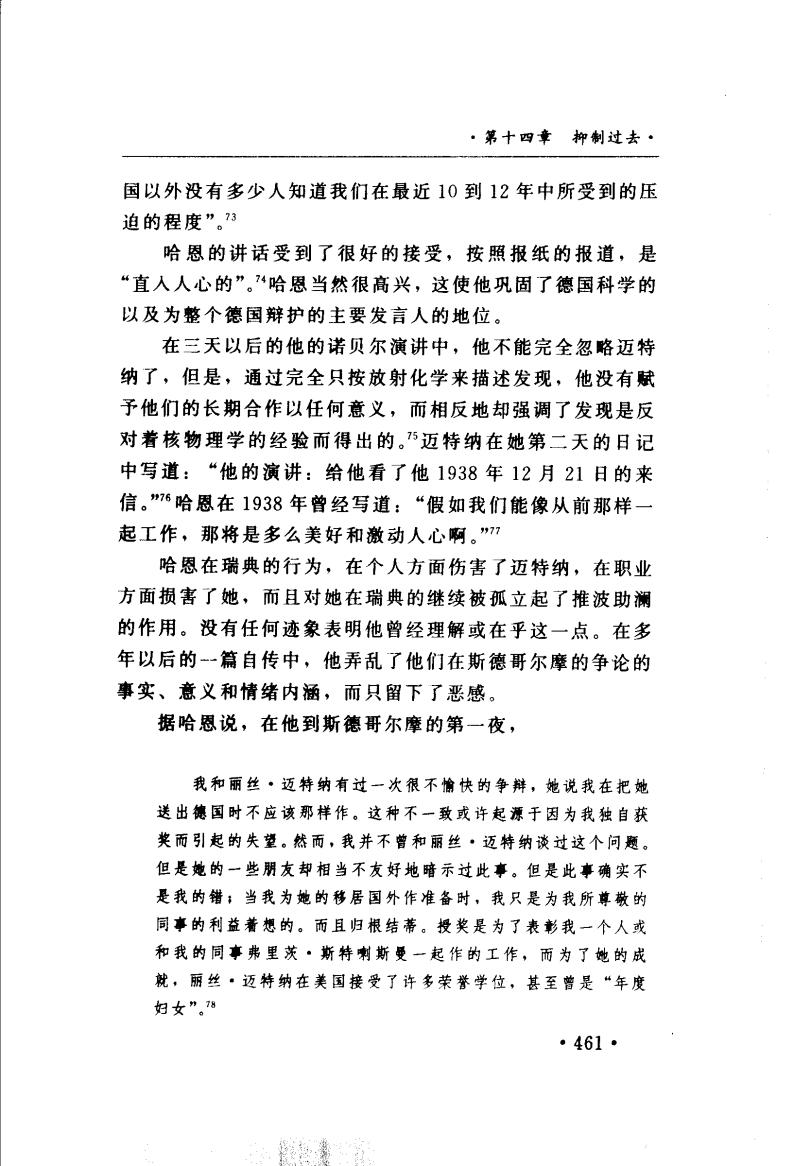 ·第十四章 抑制过去·
国以外没有多少人知道我们在最近 10 到 12 年中所受到的压
迫的程度”。73
哈恩的讲话受到了很好的接受，按照报纸的报道，是
“直人人心的”。74哈恩当然很高兴，这使他巩固了德国科学的
以及为整个德国辩护的主要发言人的地位。
在三天以后的他的诺贝尔演讲中，他不能完全忽略迈特
纳了，但是，通过完全只按放射化学来描述发现，他没有赋
予他们的长期合作以任何意义，而相反地却强调了发现是反
对着核物理学的经验而得出的。75迈特纳在她第二天的日记
中写道：“他的演讲：给他看了他 1938 年 12 月 21 日的来
信。”76哈恩在 1938 年曾经写道：“假如我们能像从前那样一
起工作，那将是多么美好和激动人心啊。”77
哈恩在瑞典的行为，在个人方面伤害了迈特纳，在职业
方面损害了她，而且对她在瑞典的继续被孤立起了推波助澜
的作用。没有任何迹象表明他曾经理解或在乎这一点。在多
年以后的一篇自传中，他弄乱了他们在斯德哥尔摩的争论的
事实、意义和情绪内涵，而只留下了恶感。
据哈恩说，在他到斯德哥尔摩的第一夜，
我和丽丝·迈特纳有过一次很不愉快的争辩，她说我在把她
送出德国时不应该那样作。这种不一致或许起源于因为我独自获
奖而引起的失望。然而，我并不曾和丽丝·迈特纳谈过这个问题。
但是她的一些朋友却相当不友好地暗示过此事。但是此事确实不
是我的错；当我为她的移居国外作准备时，我只是为我所尊敬的
同事的利益着想的。而且归根结蒂。授奖是为了表彰我一个人或
和我的同事弗里茨·斯特喇斯曼一起作的工作，而为了她的成
就，丽丝·迈特纳在美国接受了许多荣誉学位，甚至曾是“年度
妇女”。78
·461·